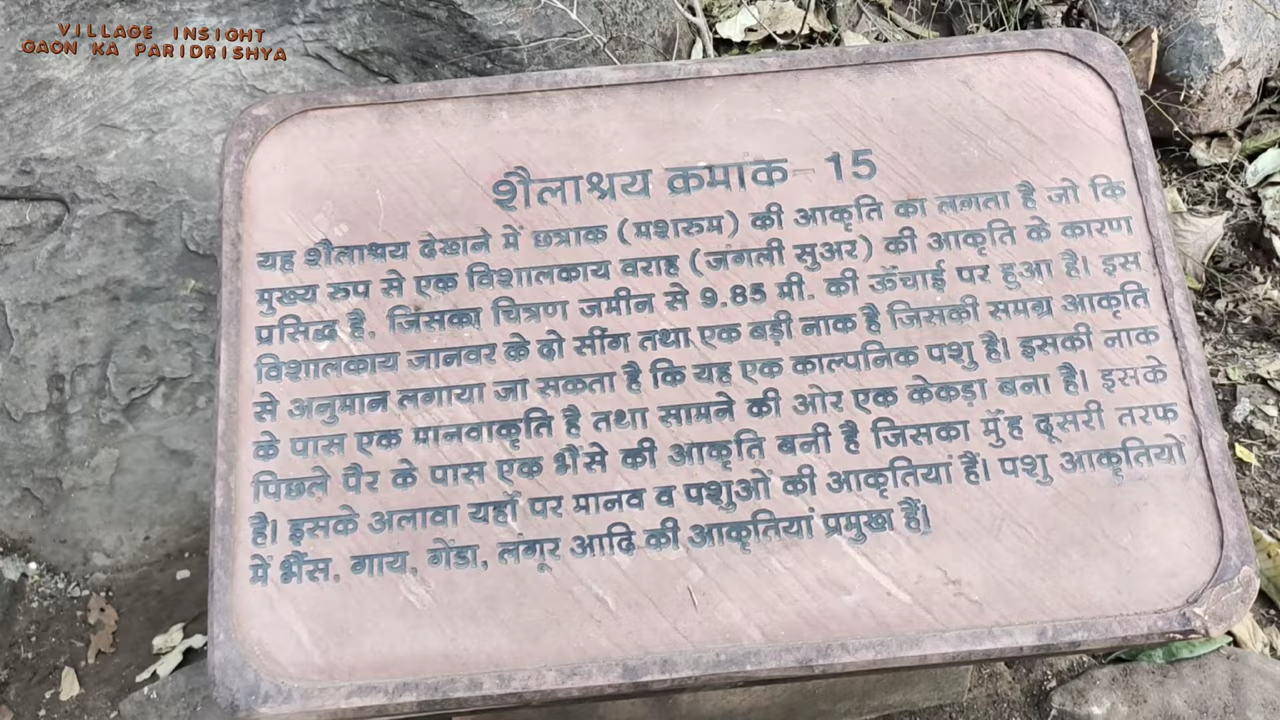 VILLAGE INSIGHT
GAON KA PARIDRISHYA
शैलाश्रय क्रमांक - 15
यह शैलाश्रय देखने में छत्राक (मशरुम) की आकृति का लगता है जो कि
मुख्य रुप से एक विशालकाय वराह (जंगली सुअर) की आकृति के कारण
प्रसिद्ध है, जिसका चित्रण जमीन से 9.85 मी. की ऊँचाई पर हुआ है। इस
विशालकाय जानवर के दो सींग तथा एक बड़ी नाक है जिसकी समग्र आकृति
से अनुमान लगाया जा सकता है कि यह एक काल्पनिक पशु है। इसकी नाक
के पास एक मानवाकृति है तथा सामने की ओर एक केकड़ा बना है। इसके
पिछले पैर के पास एक भैंसे की आकृति बनी है जिसका मुँह दूसरी तरफ
है। इसके अलावा यहाँ पर मानव व पशुओं की आकृतियां हैं। पशु आकृतियों
में भैंस, गाय, गेंडा, लंगूर आदि की आकृतियां प्रमुख हैं।